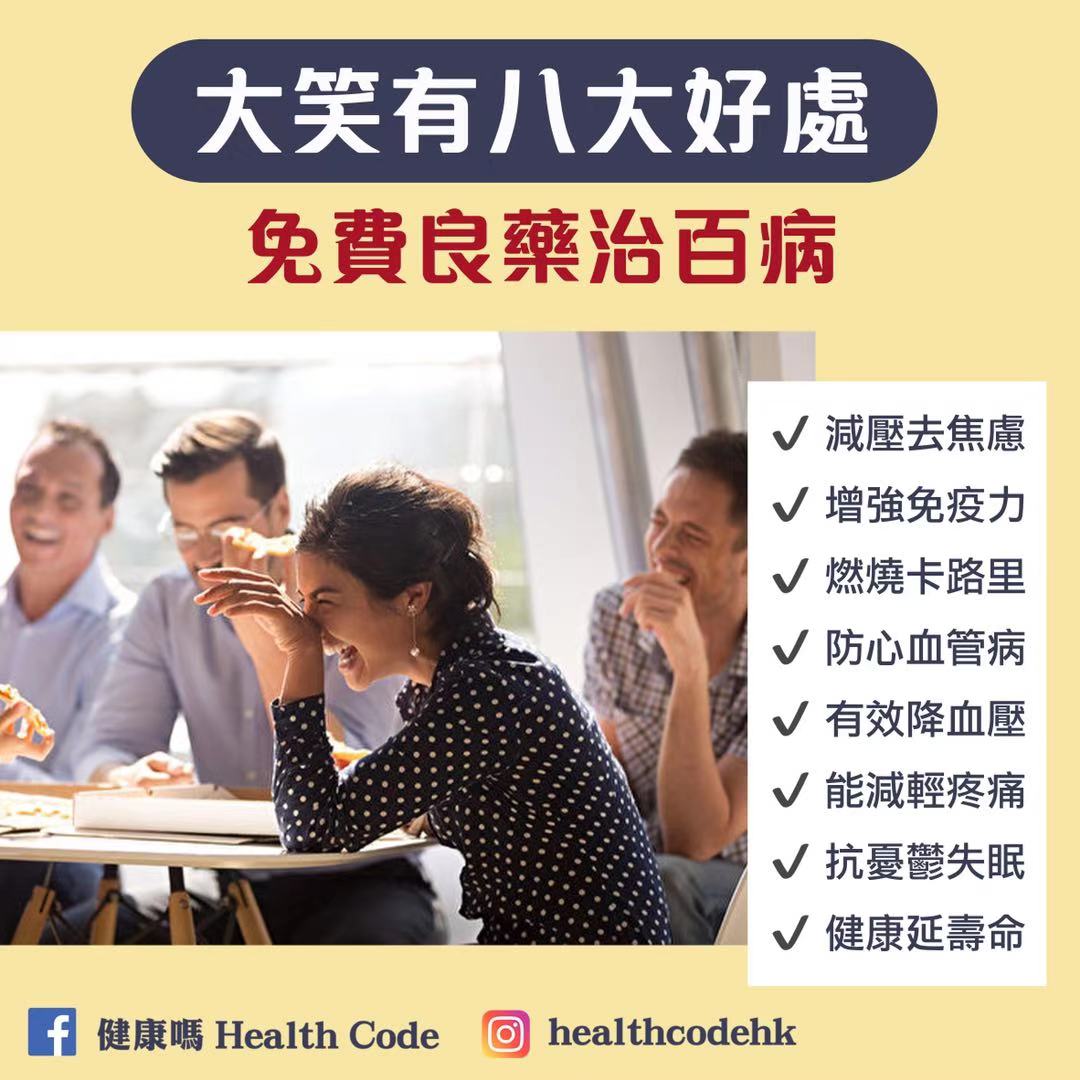 大笑有八大好處
免費良藥治百病
減壓去焦慮
增強免疫力
燃燒卡路里
防心血管病
有效降血壓
能減輕疼痛
抗憂鬱失眠
健康延壽命
健康嗎 Health Code
healthcodehk